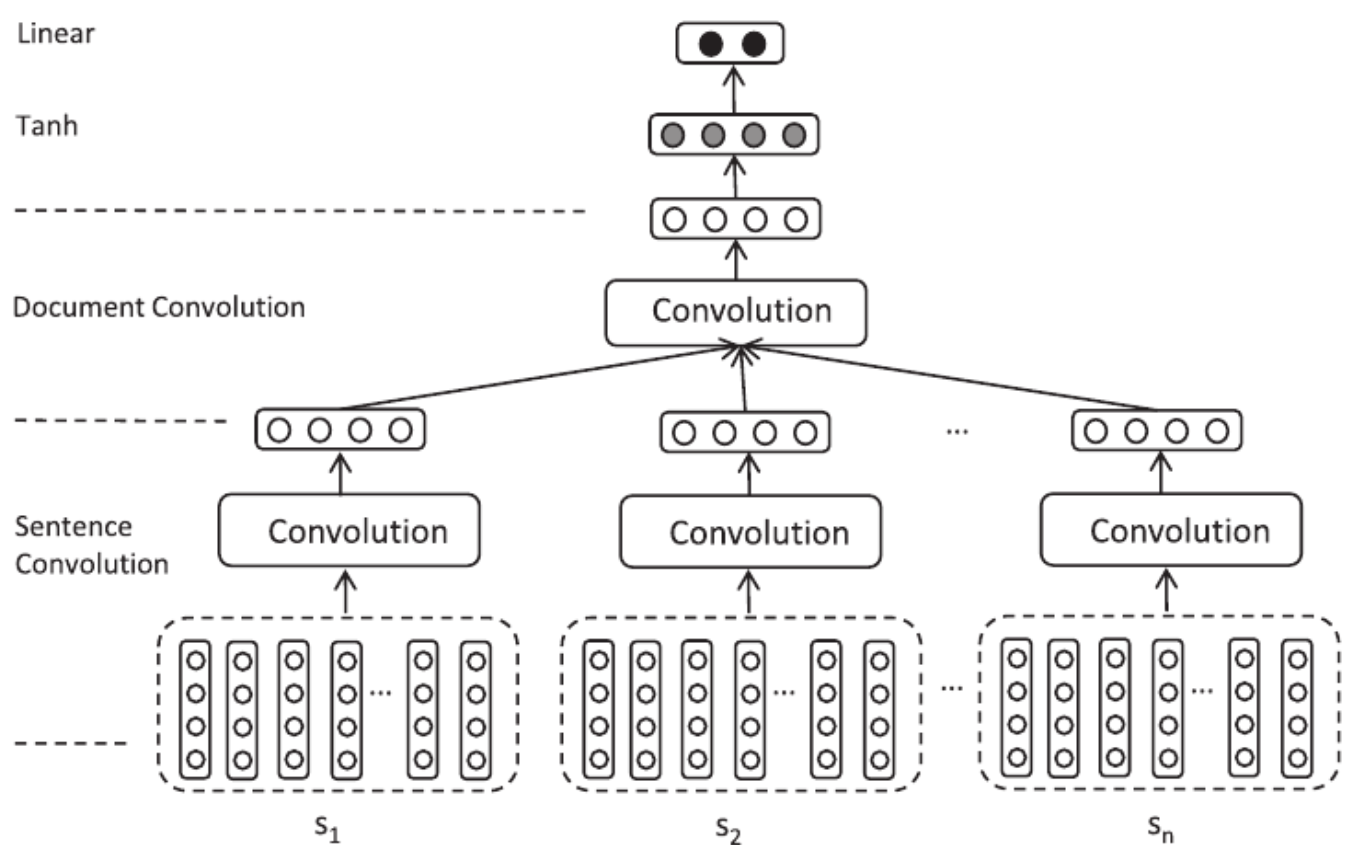 Linear
Tanh
Document Convolution
Convolution
...
Sentence
Convolution
Convolution
Convolution
Convolution
...
...
...
...
s1
s2
sn